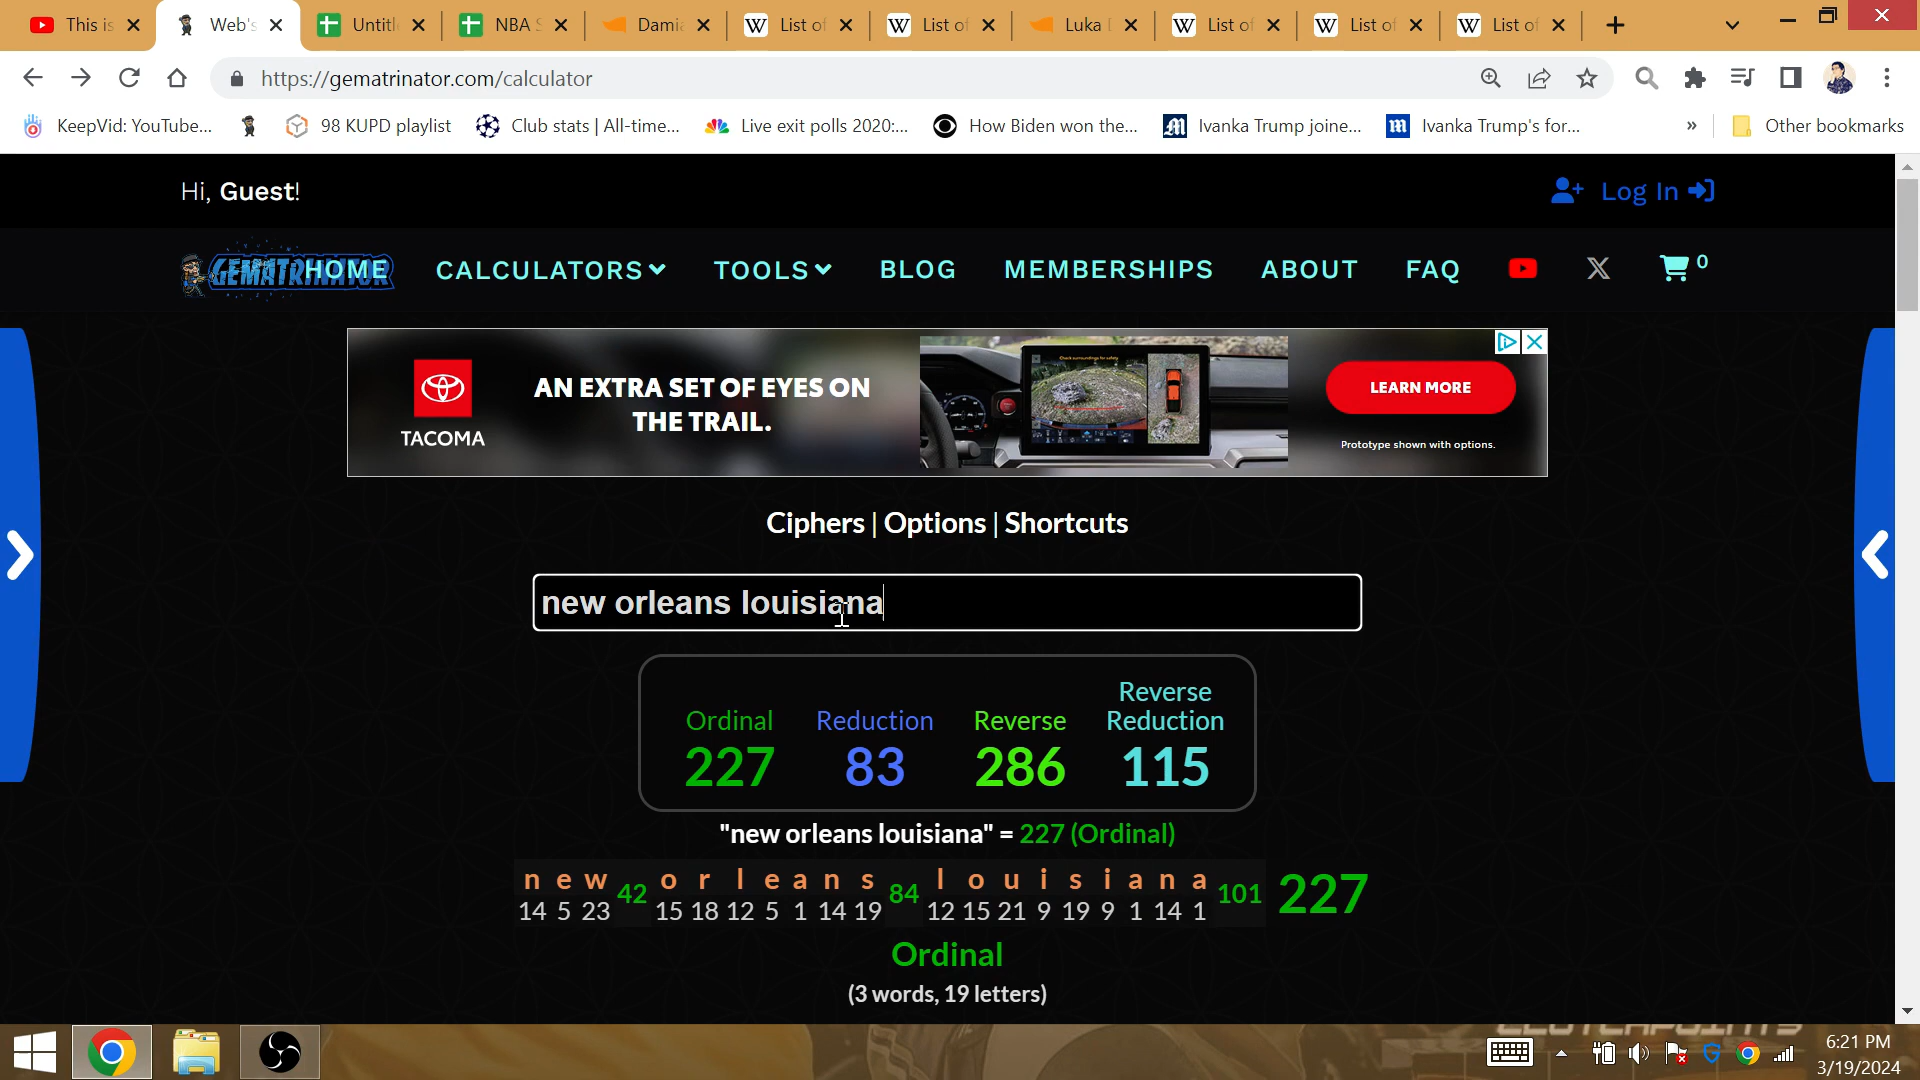 This is
Web's
Untitl
NBA S
Damia
List of
List of
Luka D
List of
List of
List of
https://gematrinator.com/calculator
KeepVid: YouTube...
98 KUPD playlist
Club stats | All-time...
Live exit polls 2020:...
How Biden won the...
Ivanka Trump joine...
Ivanka Trump's for...
»
Other bookmarks
Hi, Guest!
Log In
GEMATRINATOR
HOME
CALCULATORS
TOOLS
BLOG
MEMBERSHIPS
ABOUT
FAQ
0
TOYOTA
TACOMA
AN EXTRA SET OF EYES ON
THE TRAIL.
LEARN MORE
Prototype shown with options.
Ciphers | Options | Shortcuts
new orleans louisiana
Ordinal Reduction Reverse Reverse Reduction
227 83 286 115
"new orleans louisiana" = 227 (Ordinal)
n e w 42 o r l e a n s 84 l o u i s i a n a 101 227
14 5 23 15 18 12 5 1 14 19 12 15 21 9 19 9 1 14 1
Ordinal
(3 words, 19 letters)
CLUTCHPOINTS
6:21 PM
3/19/2024